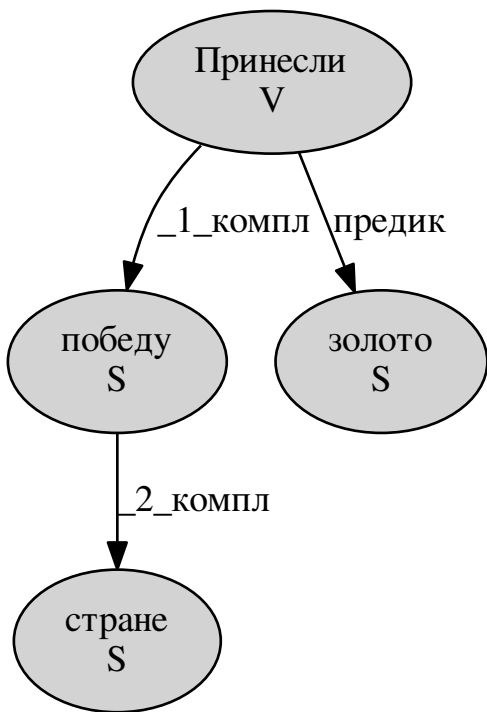 Принесли
V
_1_компл
предик
победу
S
золото
S
_2_компл
стране
S